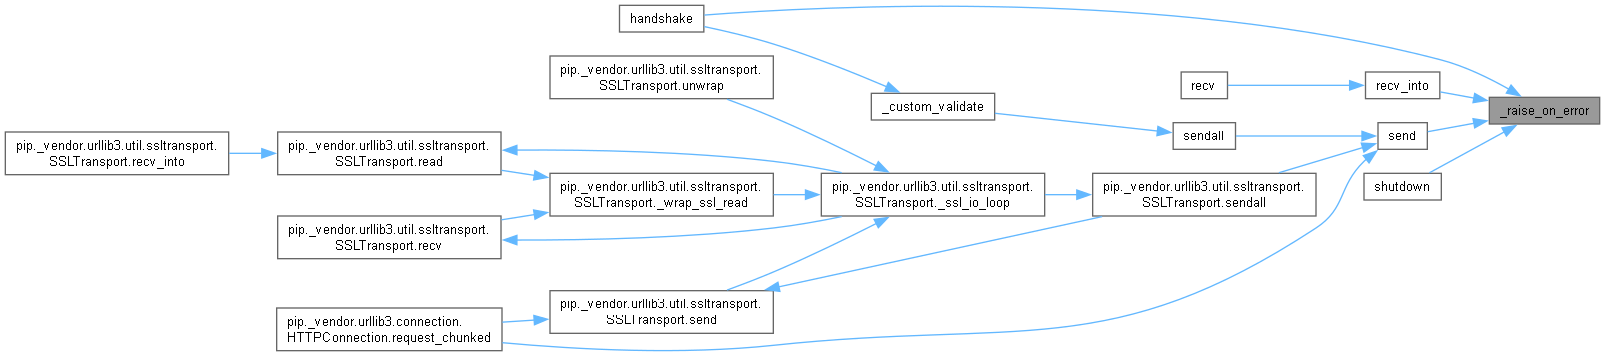 handshake
pip._vendor.urllib3.util.ssltransport.
SSLTransport.unwrap
recv
recv_into
_custom_validate
_raise_on_error
pip._vendor.urllib3.util.ssltransport.
SSLTransport.recv_into
pip._vendor.urllib3.util.ssltransport.
SSLTransport.read
sendall
send
pip._vendor.urllib3.util.ssltransport.
SSLTransport._wrap_ssl_read
pip._vendor.urllib3.util.ssltransport.
SSLTransport._ssl_io_loop
pip._vendor.urllib3.util.ssltransport.
SSLTransport.sendall
shutdown
pip._vendor.urllib3.util.ssltransport.
SSLTransport.recv
pip._vendor.urllib3.util.ssltransport.
SSLTransport.send
pip._vendor.urllib3.connection.
HTTPConnection.request_chunked